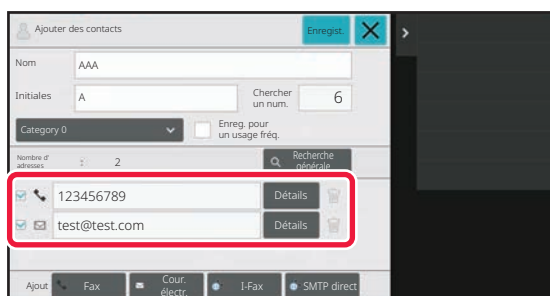 Ajouter des contacts
Enregist.
Nom
AAA
Initiales
A
Chercher
un num.
6
Category 0
Enreg. pour
un usage fréq.
Nombre d'
adresses
: 2
Recherche
générale
123456789
Détails
test@test.com
Détails
Ajout
Fax
Cour.
électr.
I-Fax
SMTP direct